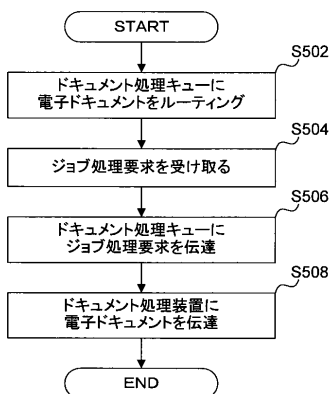 START
S502
ドキュメント処理キューに
電子ドキュメントをルーティング
S504
ジョブ処理要求を受け取る
S506
ドキュメント処理キューに
ジョブ処理要求を伝達
S508
ドキュメント処理装置に
電子ドキュメントを伝達
END